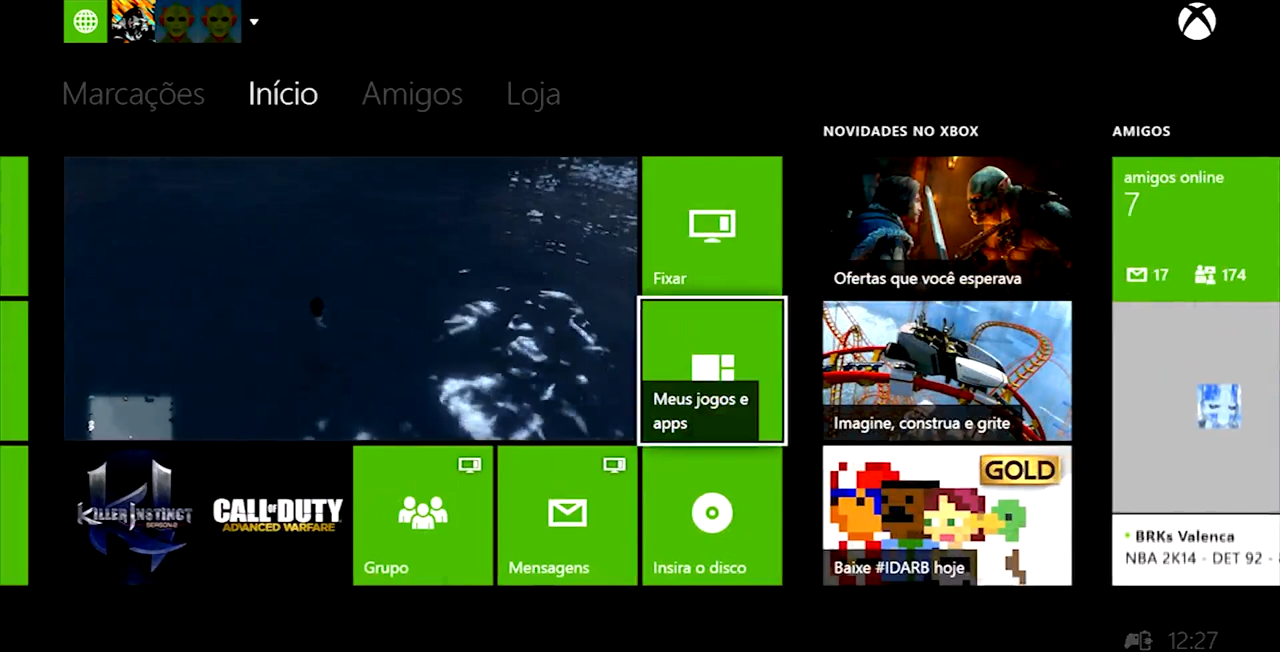 Marcações Início Amigos Loja
NOVIDADES NO XBOX
AMIGOS
Fixar
Meus jogos e
apps
KILLER INSTINCT
SEASON 2
CALL OF DUTY
ADVANCED WARFARE
Grupo
Mensagens
Insira o disco
Ofertas que você esperava
Imagine, construa e grite
GOLD
Baixe #IDARB hoje
amigos online
7
17 174
BRKs Valenca
NBA 2K14 - DET 92 -
12:27